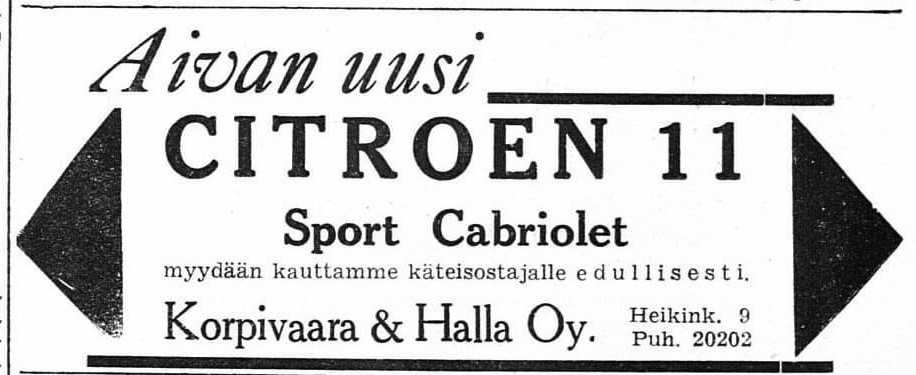 Aivan uusi
CITROEN 11
Sport Cabriolet
myydään kauttamme käteisostajalle edullisesti.
Korpivaara & Halla Oy.
Heikink. 9
Puh. 20202